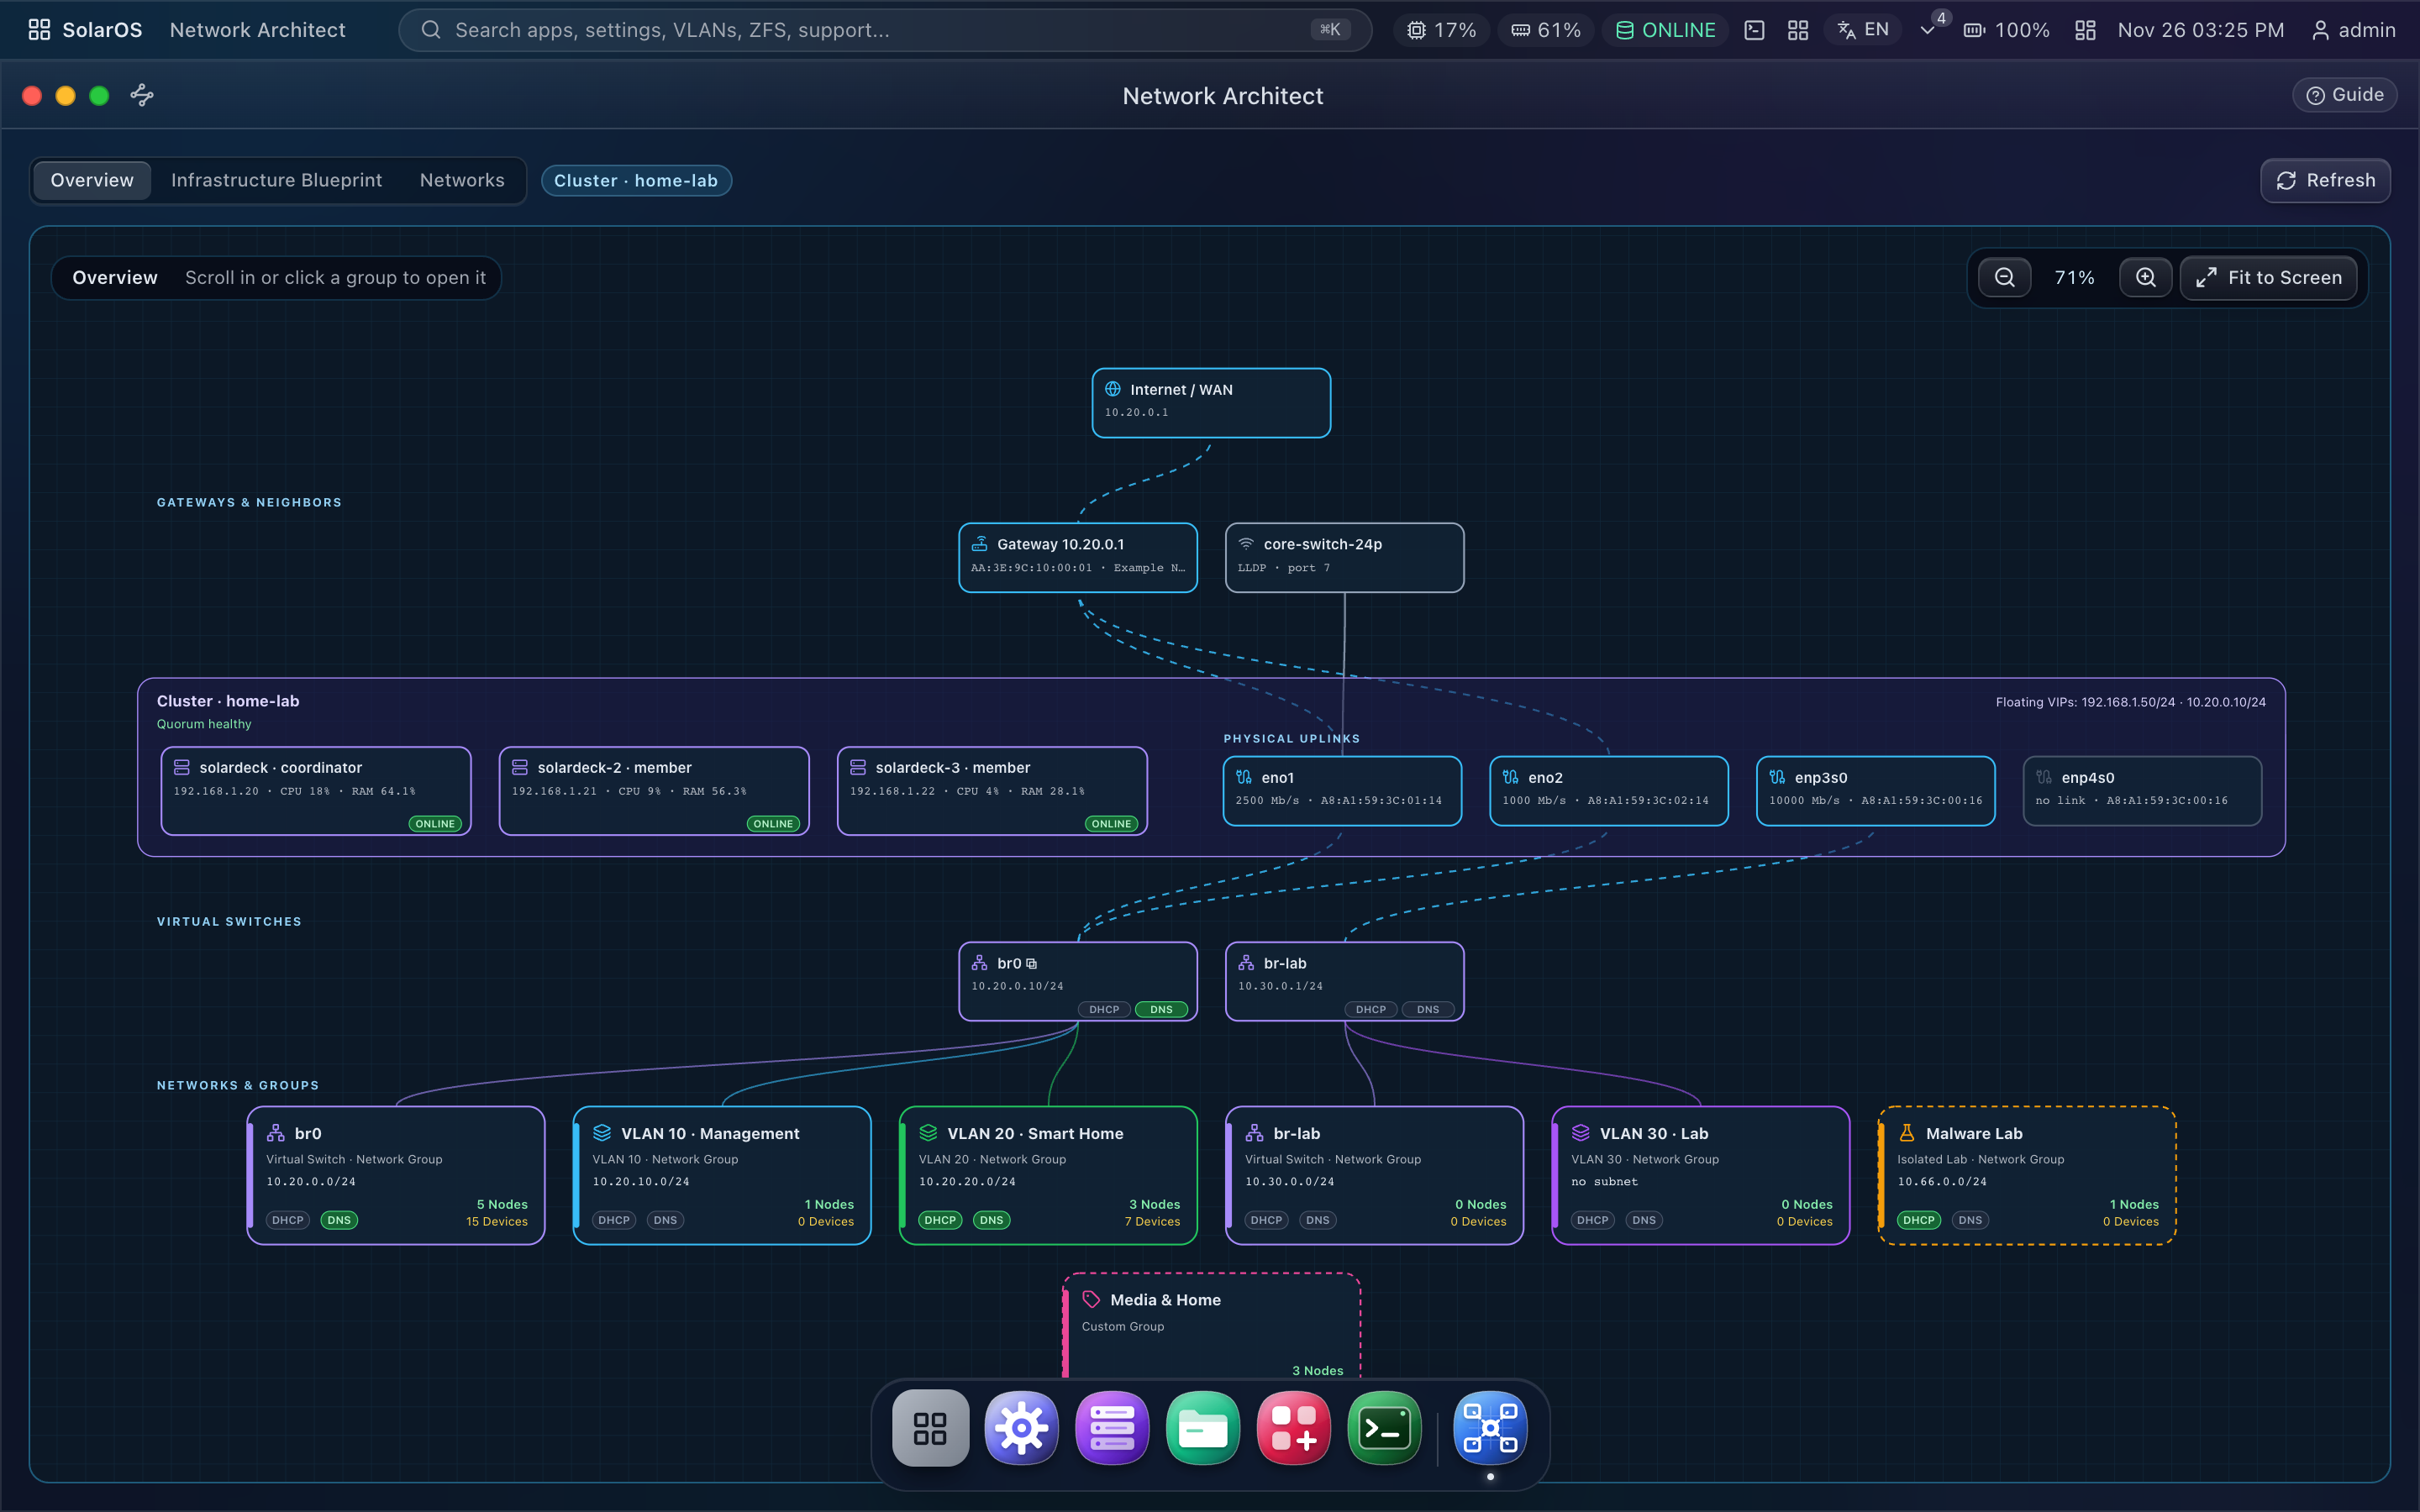 SolarOS Network Architect Search apps, settings, VLANs, ZFS, support... ⌘K 17% 61% ONLINE EN 4 100% Nov 26 03:25 PM admin
Network Architect
Guide
Overview Infrastructure Blueprint Networks Cluster · home-lab Refresh
Overview Scroll in or click a group to open it 71% Fit to Screen
Internet / WAN
10.20.0.1
GATEWAYS & NEIGHBORS
Gateway 10.20.0.1
AA:3E:9C:10:00:01 · Example N…
core-switch-24p
LLDP · port 7
Cluster · home-lab
Quorum healthy
Floating VIPs: 192.168.1.50/24 · 10.20.0.10/24
solardeck · coordinator
192.168.1.20 · CPU 18% · RAM 64.1%
ONLINE
solardeck-2 · member
192.168.1.21 · CPU 9% · RAM 56.3%
ONLINE
solardeck-3 · member
192.168.1.22 · CPU 4% · RAM 28.1%
ONLINE
PHYSICAL UPLINKS
eno1
2500 Mb/s · A8:A1:59:3C:01:14
eno2
1000 Mb/s · A8:A1:59:3C:02:14
enp3s0
10000 Mb/s · A8:A1:59:3C:00:16
enp4s0
no link · A8:A1:59:3C:00:16
VIRTUAL SWITCHES
br0
10.20.0.10/24
DHCP DNS
br-lab
10.30.0.1/24
DHCP DNS
NETWORKS & GROUPS
br0
Virtual Switch · Network Group
10.20.0.0/24
5 Nodes
DHCP DNS 15 Devices
VLAN 10 · Management
VLAN 10 · Network Group
10.20.10.0/24
1 Nodes
DHCP DNS 0 Devices
VLAN 20 · Smart Home
VLAN 20 · Network Group
10.20.20.0/24
3 Nodes
DHCP DNS 7 Devices
br-lab
Virtual Switch · Network Group
10.30.0.0/24
0 Nodes
DHCP DNS 0 Devices
VLAN 30 · Lab
VLAN 30 · Network Group
no subnet
0 Nodes
DHCP DNS 0 Devices
Malware Lab
Isolated Lab · Network Group
10.66.0.0/24
1 Nodes
DHCP DNS 0 Devices
Media & Home
Custom Group
3 Nodes